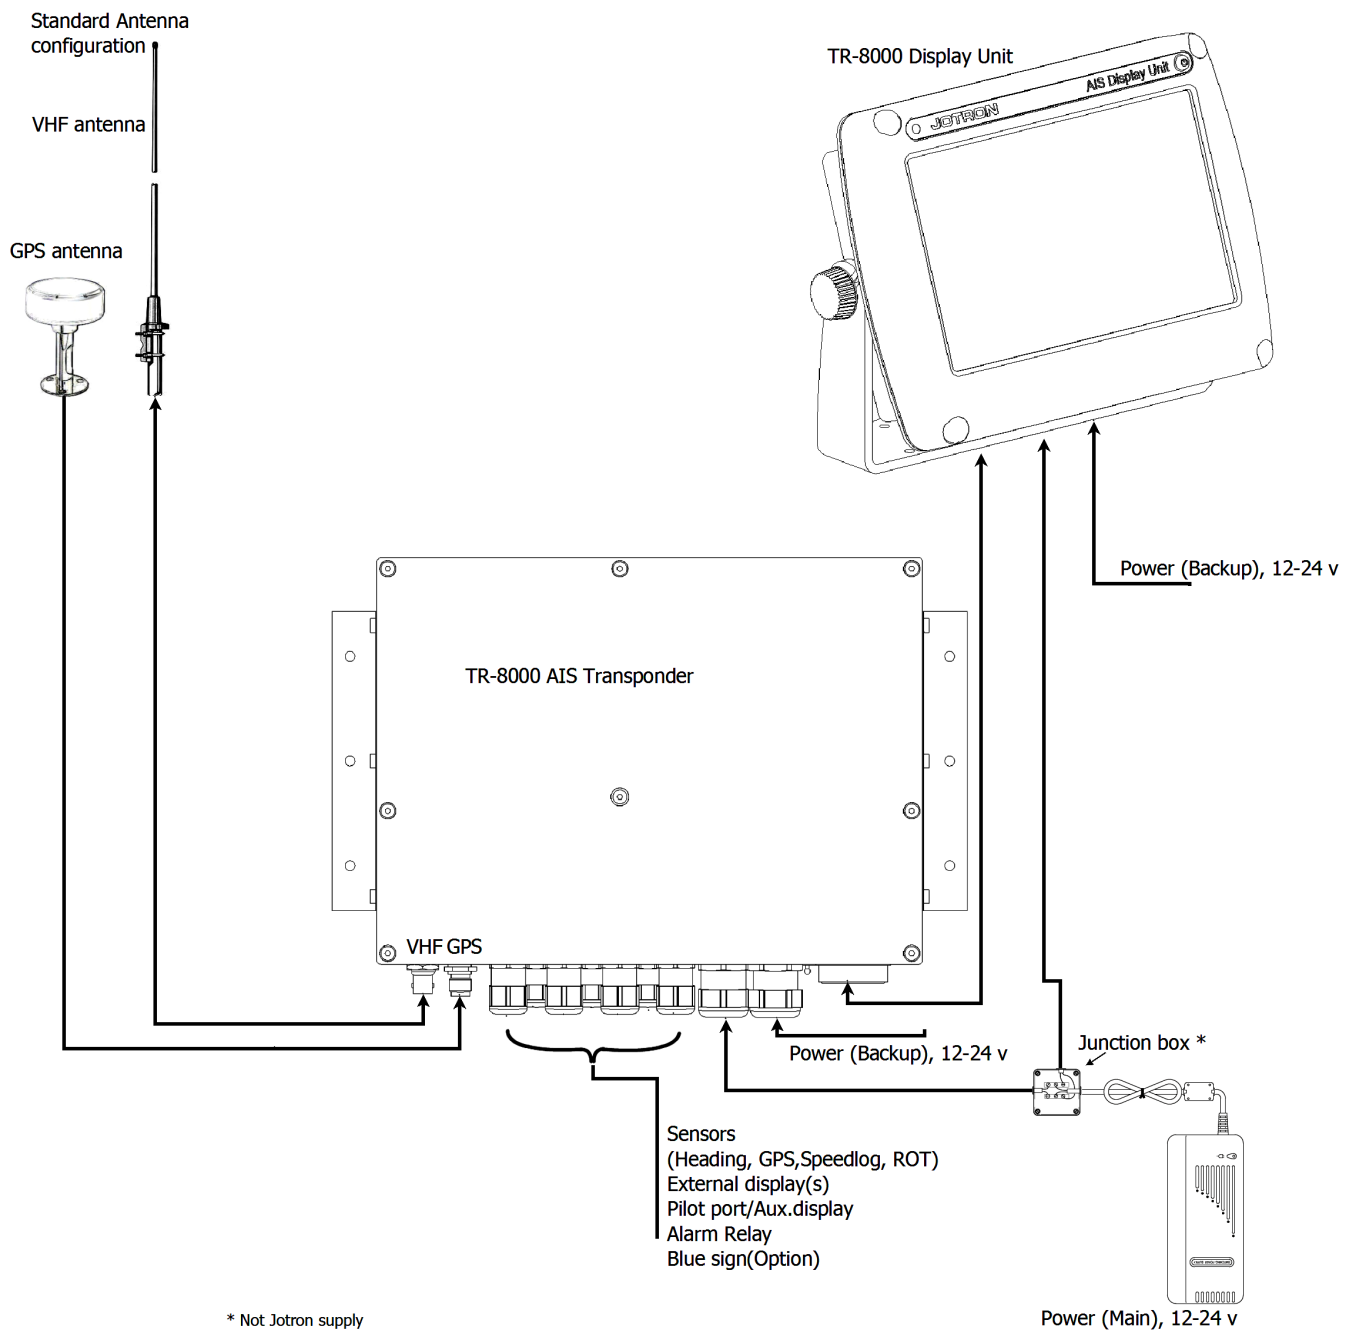 Standard Antenna
configuration
TR-8000 Display Unit
AIS Display Unit
JOTRON
VHF antenna
GPS antenna
Power (Backup), 12-24 v
TR-8000 AIS Transponder
VHF GPS
Power (Backup), 12-24 v
Junction box *
Sensors
(Heading, GPS,Speedlog, ROT)
External display(s)
Pilot port/Aux.display
Alarm Relay
Blue sign(Option)
* Not Jotron supply
Power (Main), 12-24 v